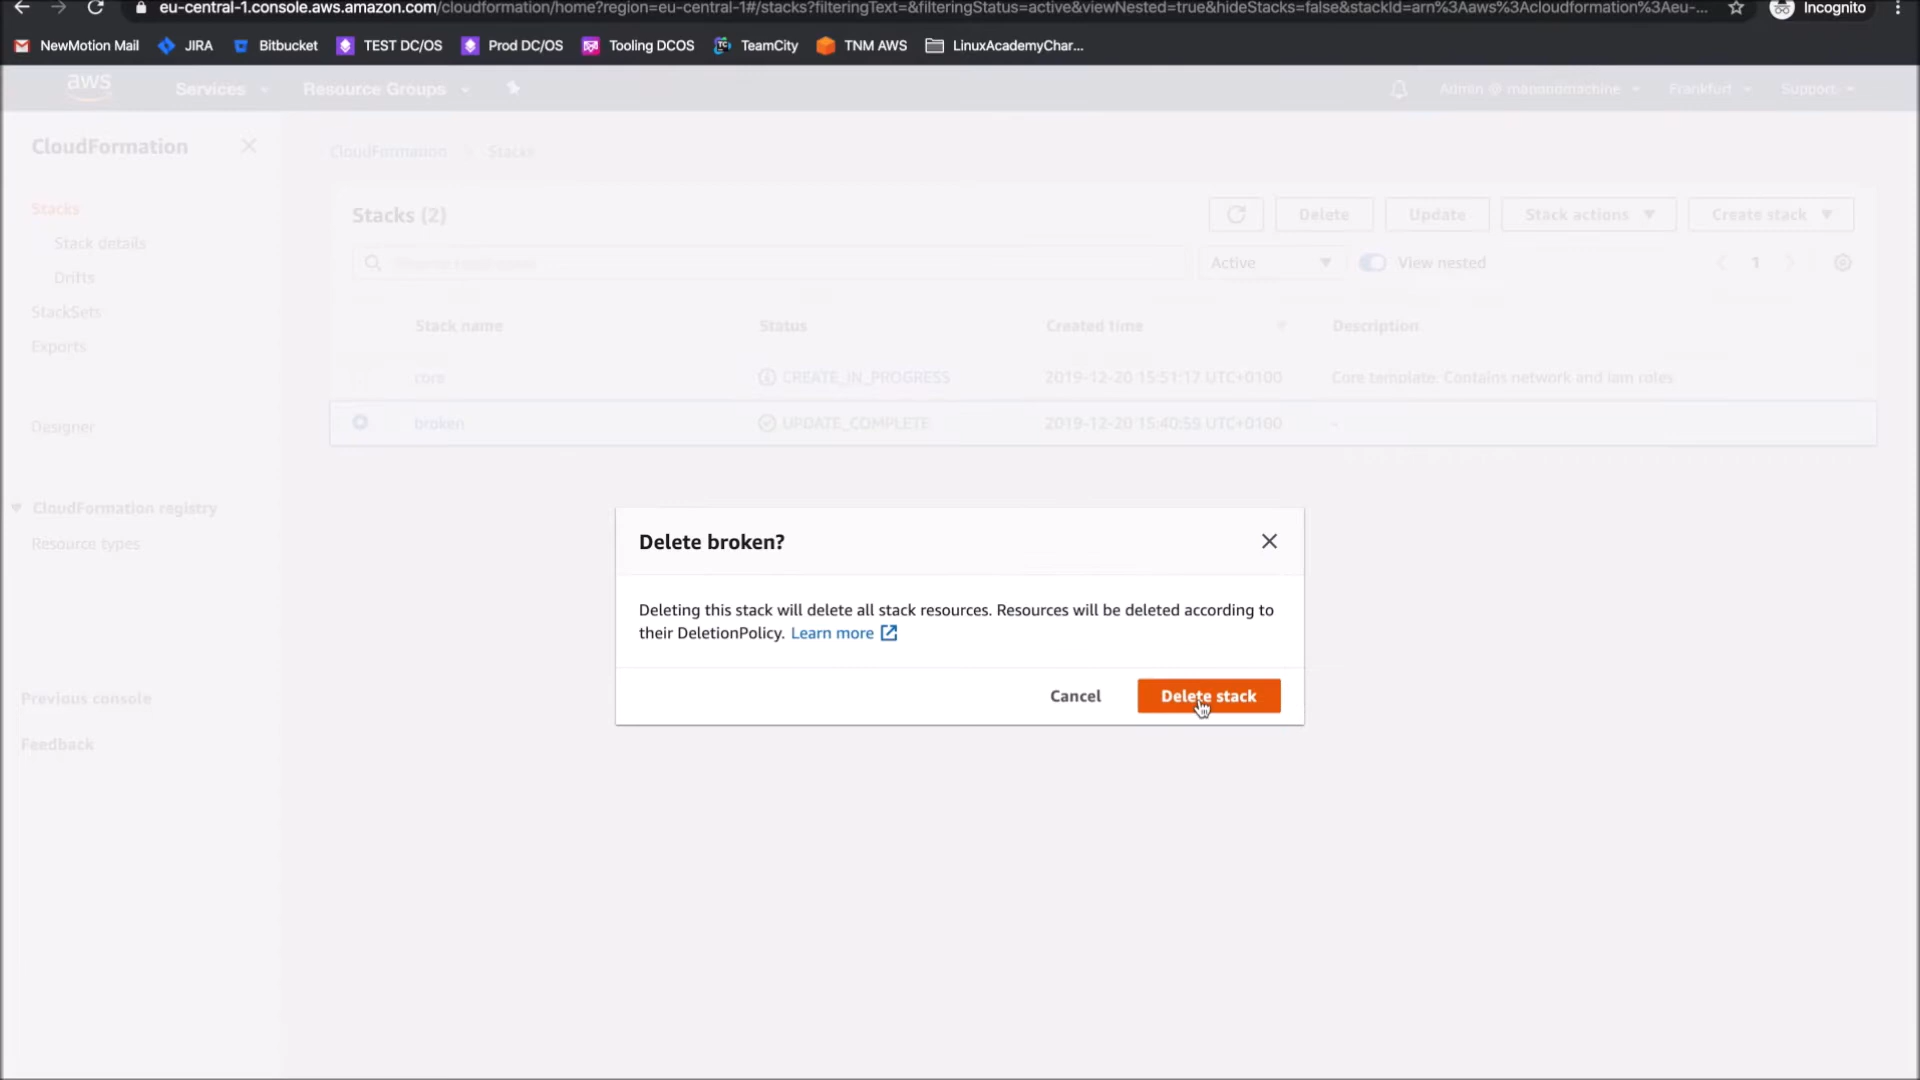 eu-central-1.console.aws.amazon.com/cloudformation/home?region=eu-central-1#/stacks?filteringText=&filteringStatus=active&viewNested=true&hideStacks=false&stackId=arn%3Aaws%3Acloudformation%3Aeu-... Incognito
NewMotion Mail JIRA Bitbucket TEST DC/OS Prod DC/OS Tooling DCOS TeamCity TNM AWS LinuxAcademyChar...
aws Services Resource Groups Frankfurt Support
CloudFormation
CloudFormation Stacks
Stacks
Stack details
Drifts
StackSets
Exports
Designer
CloudFormation registry
Resource types
Previous console
Feedback
Stacks (2) Delete Update Stack actions Create stack
Active View nested 1
Stack name Status Created time Description
core CREATE_IN_PROGRESS 2019-12-20 15:51:17 UTC+0100 Core template. Contains network and iam roles
broken UPDATE_COMPLETE 2019-12-20 15:40:59 UTC+0100 -
Delete broken?
Deleting this stack will delete all stack resources. Resources will be deleted according to
their DeletionPolicy. Learn more
Cancel Delete stack